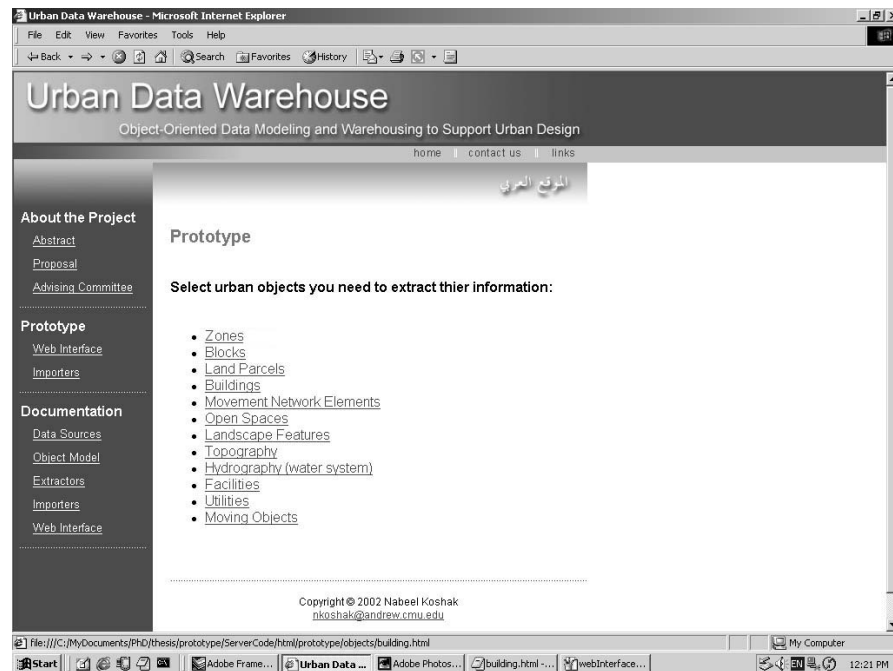 Urban Data Warehouse - Microsoft Internet Explorer
File Edit View Favorites Tools Help
Back Search Favorites History
Urban Data Warehouse
Object-Oriented Data Modeling and Warehousing to Support Urban Design
home contact us links
الموقع العربي
About the Project
Abstract
Proposal
Advising Committee
Prototype
Web Interface
Importers
Documentation
Data Sources
Object Model
Extractors
Importers
Web Interface
Prototype
Select urban objects you need to extract thier information:
Zones
Blocks
Land Parcels
Buildings
Movement Network Elements
Open Spaces
Landscape Features
Topography
Hydrography (water system)
Facilities
Utilities
Moving Objects
Copyright © 2002 Nabeel Koshak
nkoshak@andrew.cmu.edu
file:///C:/MyDocuments/PhD/thesis/prototype/ServerCode/html/prototype/objects/building.html My Computer
Start Adobe Frame... Urban Data ... Adobe Photos... building.html -... webInterface... EN 12:21 PM